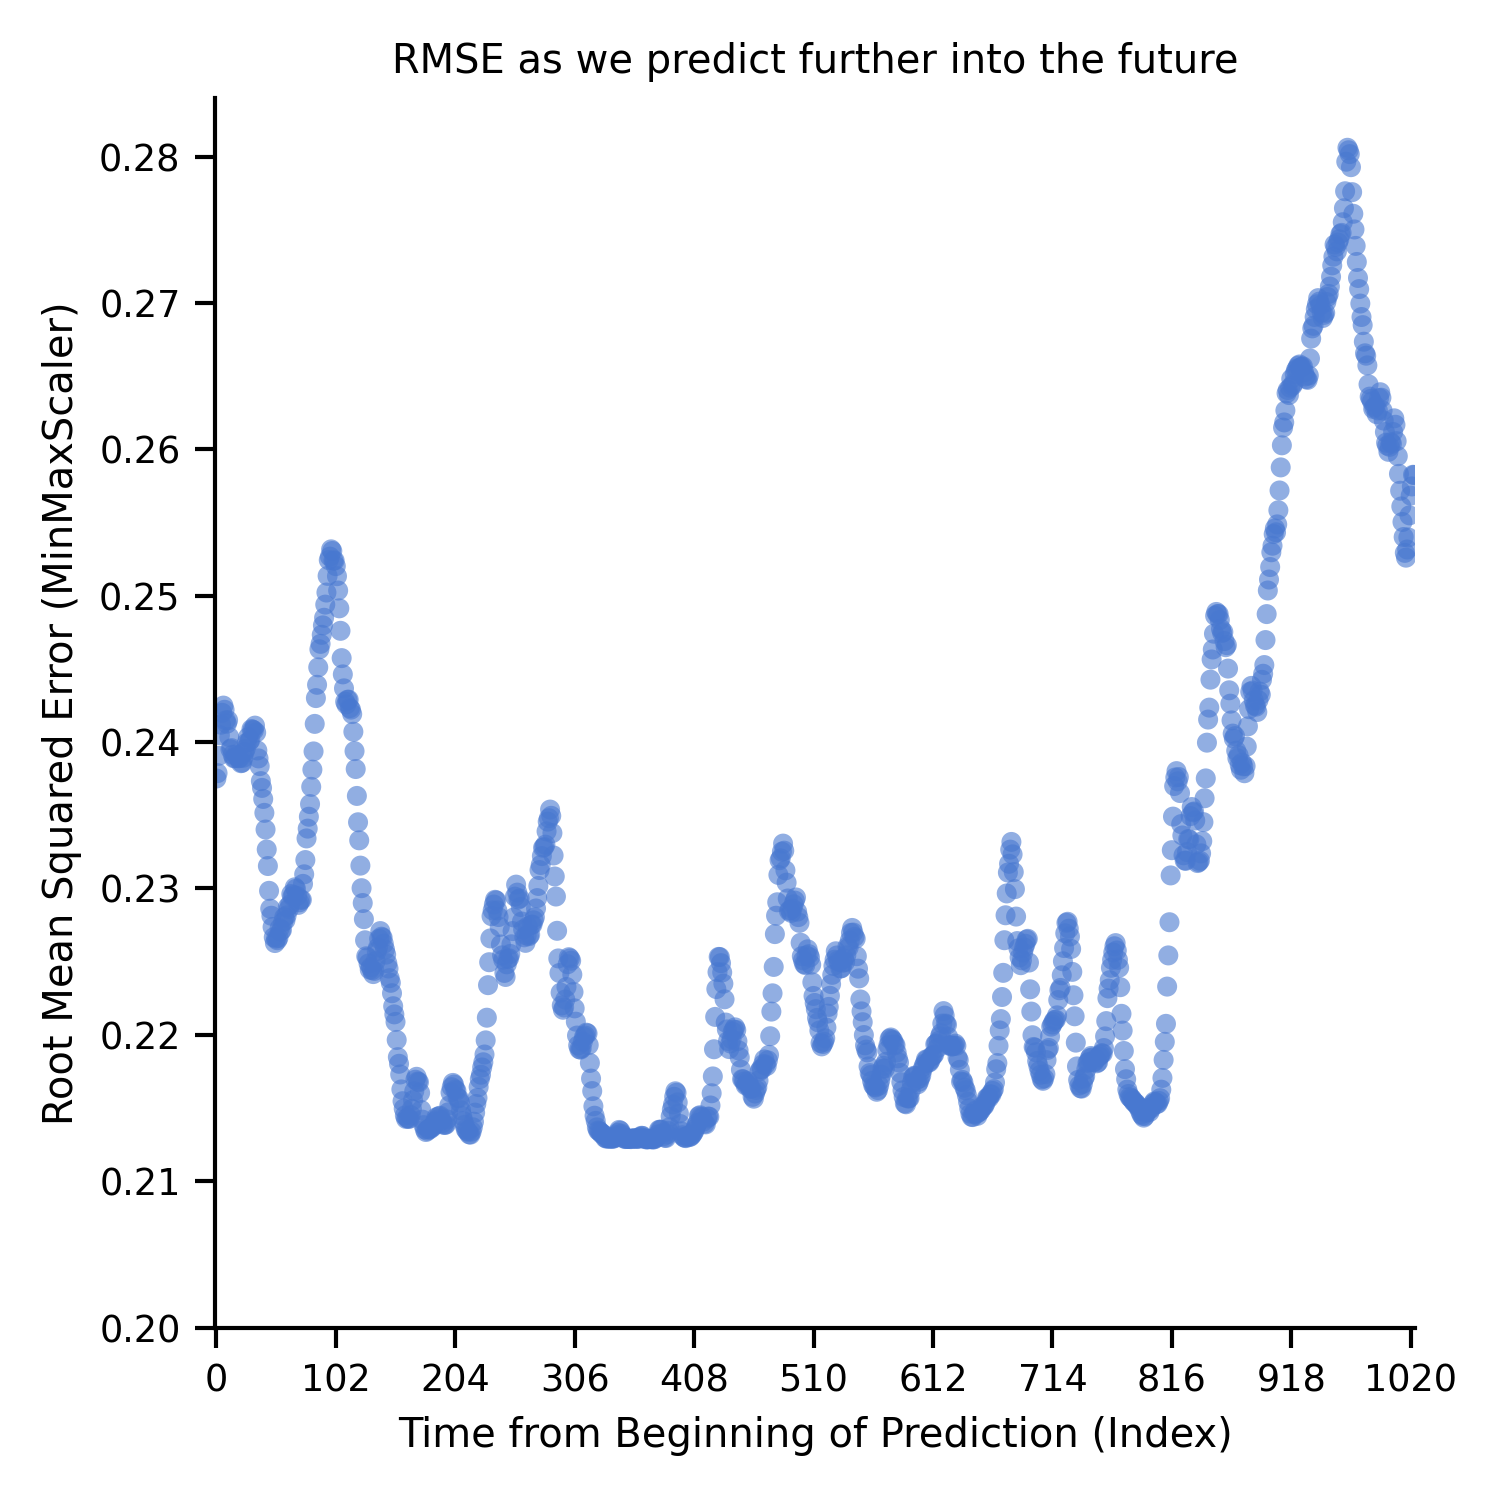 RMSE as we predict further into the future
0.28
0.27
0.26
0.25
0.24
0.23
0.22
0.21
0.20
Root Mean Squared Error (MinMaxScaler)
0 102 204 306 408 510 612 714 816 918 1020
Time from Beginning of Prediction (Index)